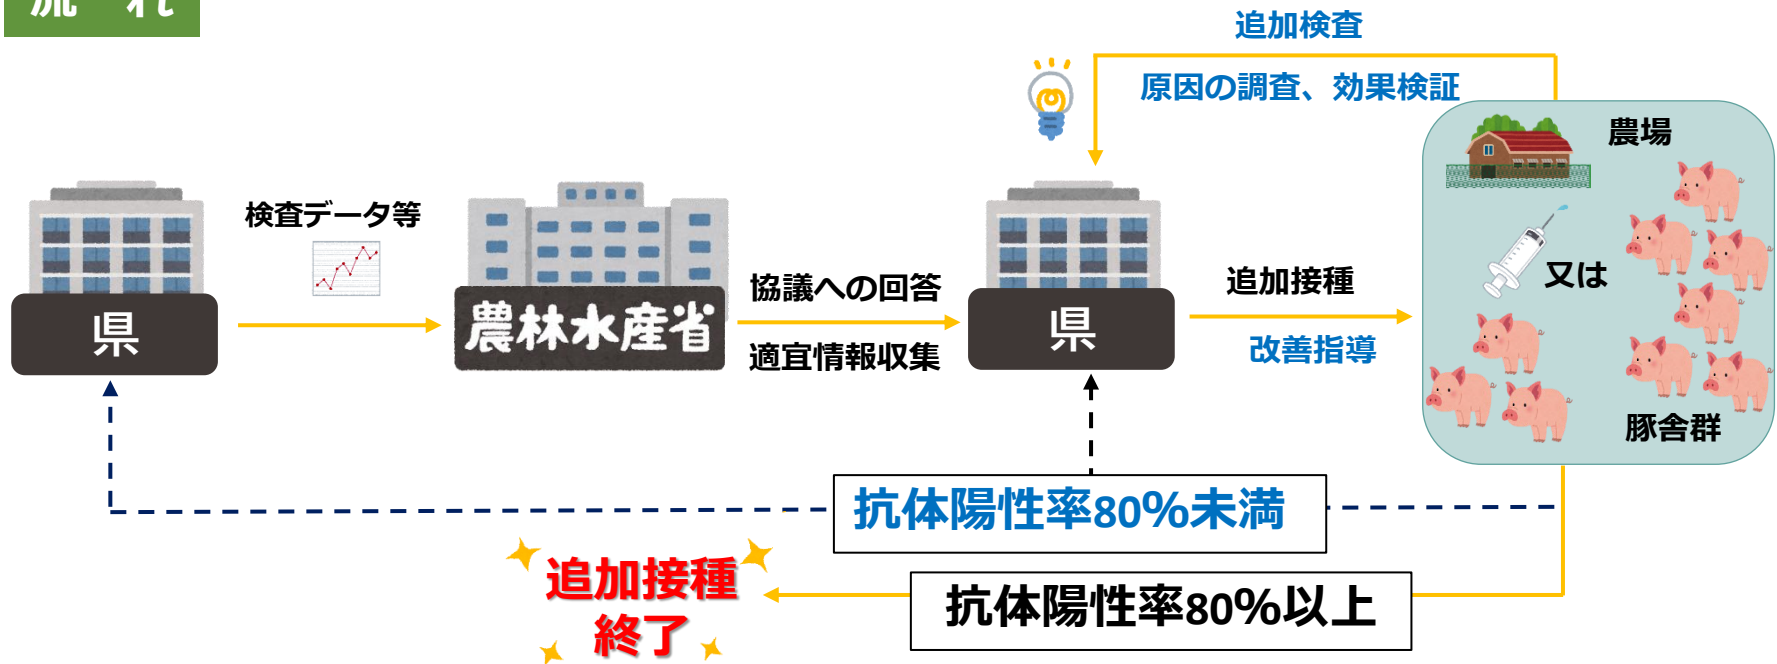 流れ
追加検査
原因の調査、効果検証
農場
検査データ等
又は
協議への回答
追加接種
県
農林水産省
県
適宜情報収集
改善指導
豚舎群
抗体陽性率80%未満
追加接種
終了
抗体陽性率80%以上